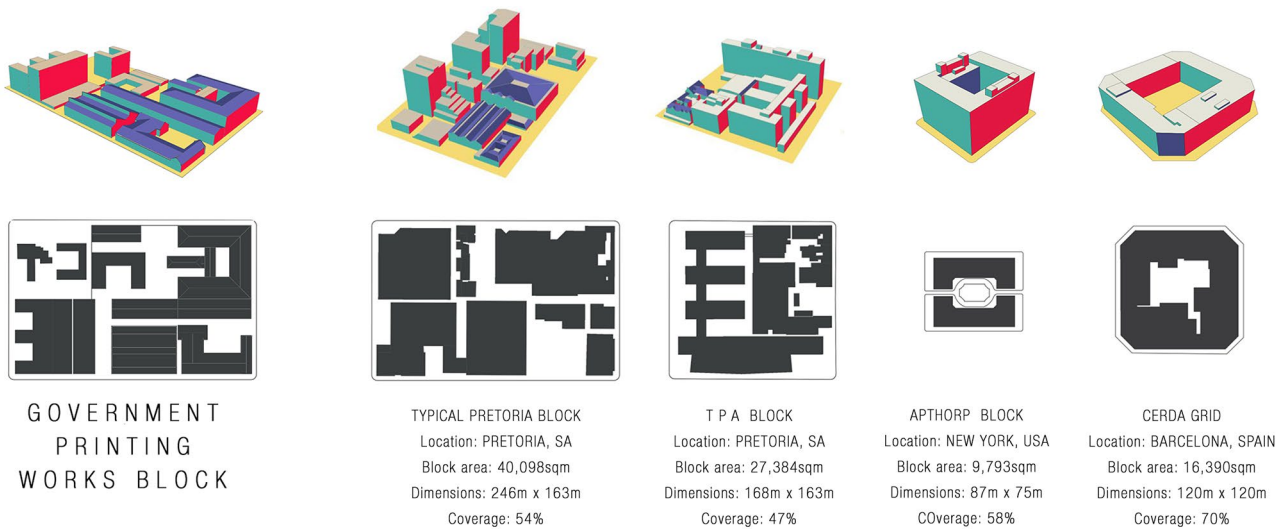 GOVERNMENT
PRINTING
WORKS BLOCK
TYPICAL PRETORIA BLOCK
Location: PRETORIA, SA
Block area: 40,098sqm
Dimensions: 246m x 163m
Coverage: 54%
T P A BLOCK
Location: PRETORIA, SA
Block area: 27,384sqm
Dimensions: 168m x 163m
Coverage: 47%
APTHORP BLOCK
Location: NEW YORK, USA
Block area: 9,793sqm
Dimensions: 87m x 75m
COverage: 58%
CERDA GRID
Location: BARCELONA, SPAIN
Block area: 16,390sqm
Dimensions: 120m x 120m
Coverage: 70%